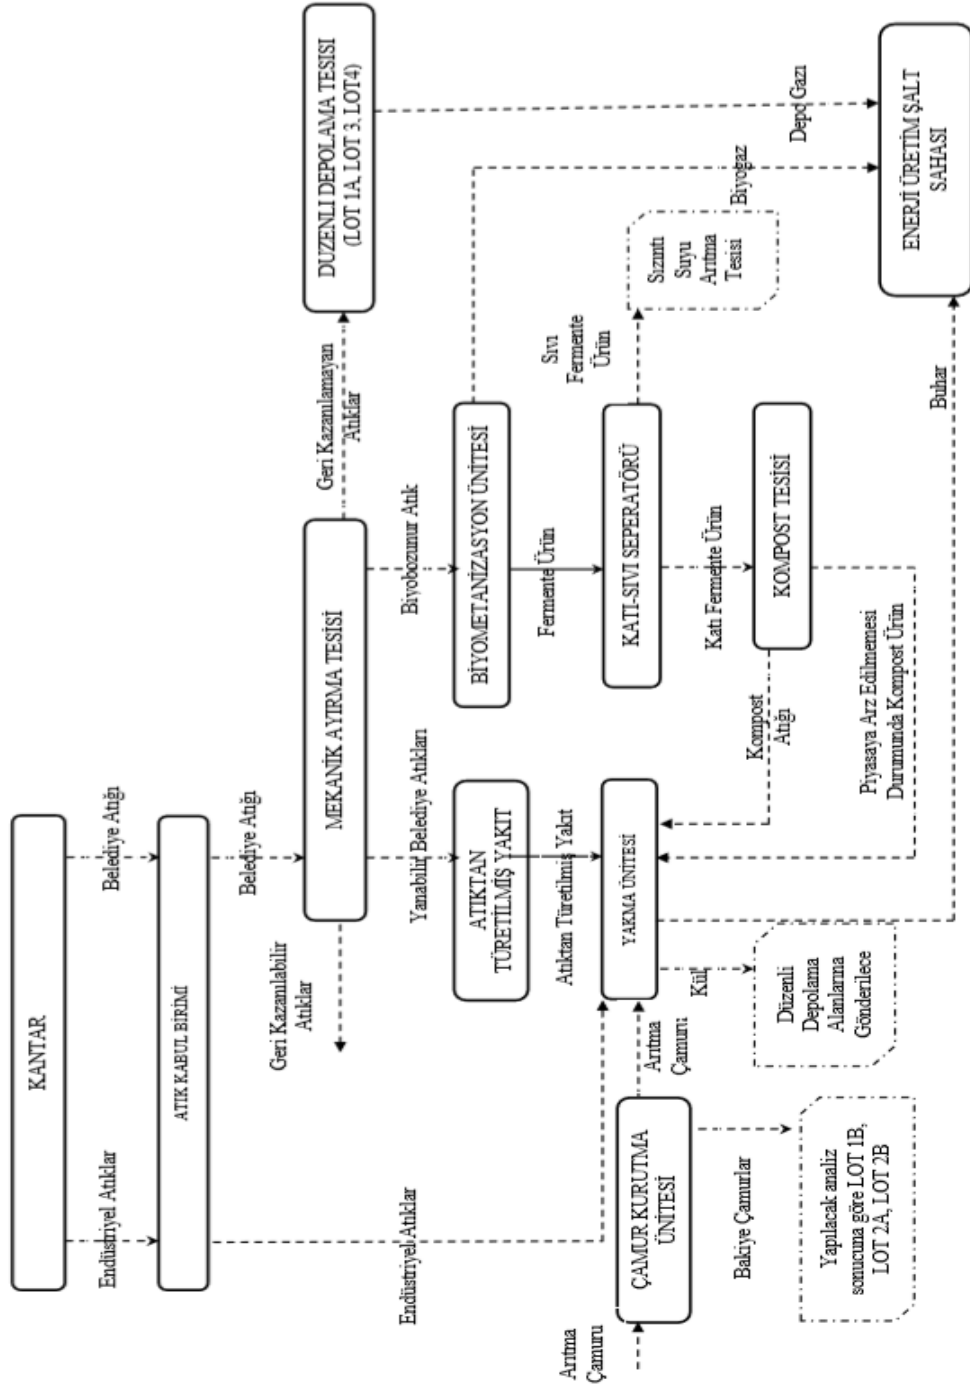 KANTAR
Endüstriyel Atıklar
Belediye Atığı
ATIK KABUL BİRİMİ
Belediye Atığı
Endüstriyel Atıklar
Geri Kazanılabilir
Atıklar
MEKANİK AYIRMA TESİSİ
Geri Kazanılamayan
Atıklar
DÜZENLİ DEPOLAMA TESİSİ
(LOT 1A, LOT 3, LOT4)
Yanabilir Belediye Atıkları
Biyobozunur Atık
ATIKTAN
TÜRETİLMİŞ YAKIT
BİYOMETANİZASYON ÜNİTESİ
Atıktan Türetilmiş Yakıt
Fermente Ürün
Sıvı
Fermente
Ürün
Arıtma
Çamuru
ÇAMUR KURUTMA
ÜNİTESİ
Arıtma
Çamuru
YAKMA ÜNİTESİ
KATI-SIVI SEPERATÖRÜ
Sızıntı
Suyu
Arıtma
Tesisi
Bakiye Çamurlar
Kül
Kompost
Atığı
Katı Fermente Ürün
Biyogaz
Depo Gazı
Yapılacak analiz
sonucuna göre LOT 1B,
LOT 2A, LOT 2B
Düzenli
Depolama
Alanlarına
Gönderilece
KOMPOST TESİSİ
Piyasaya Arz Edilmemesi
Durumunda Kompost Ürün
Buhar
ENERJİ ÜRETİM ŞALT
SAHASI